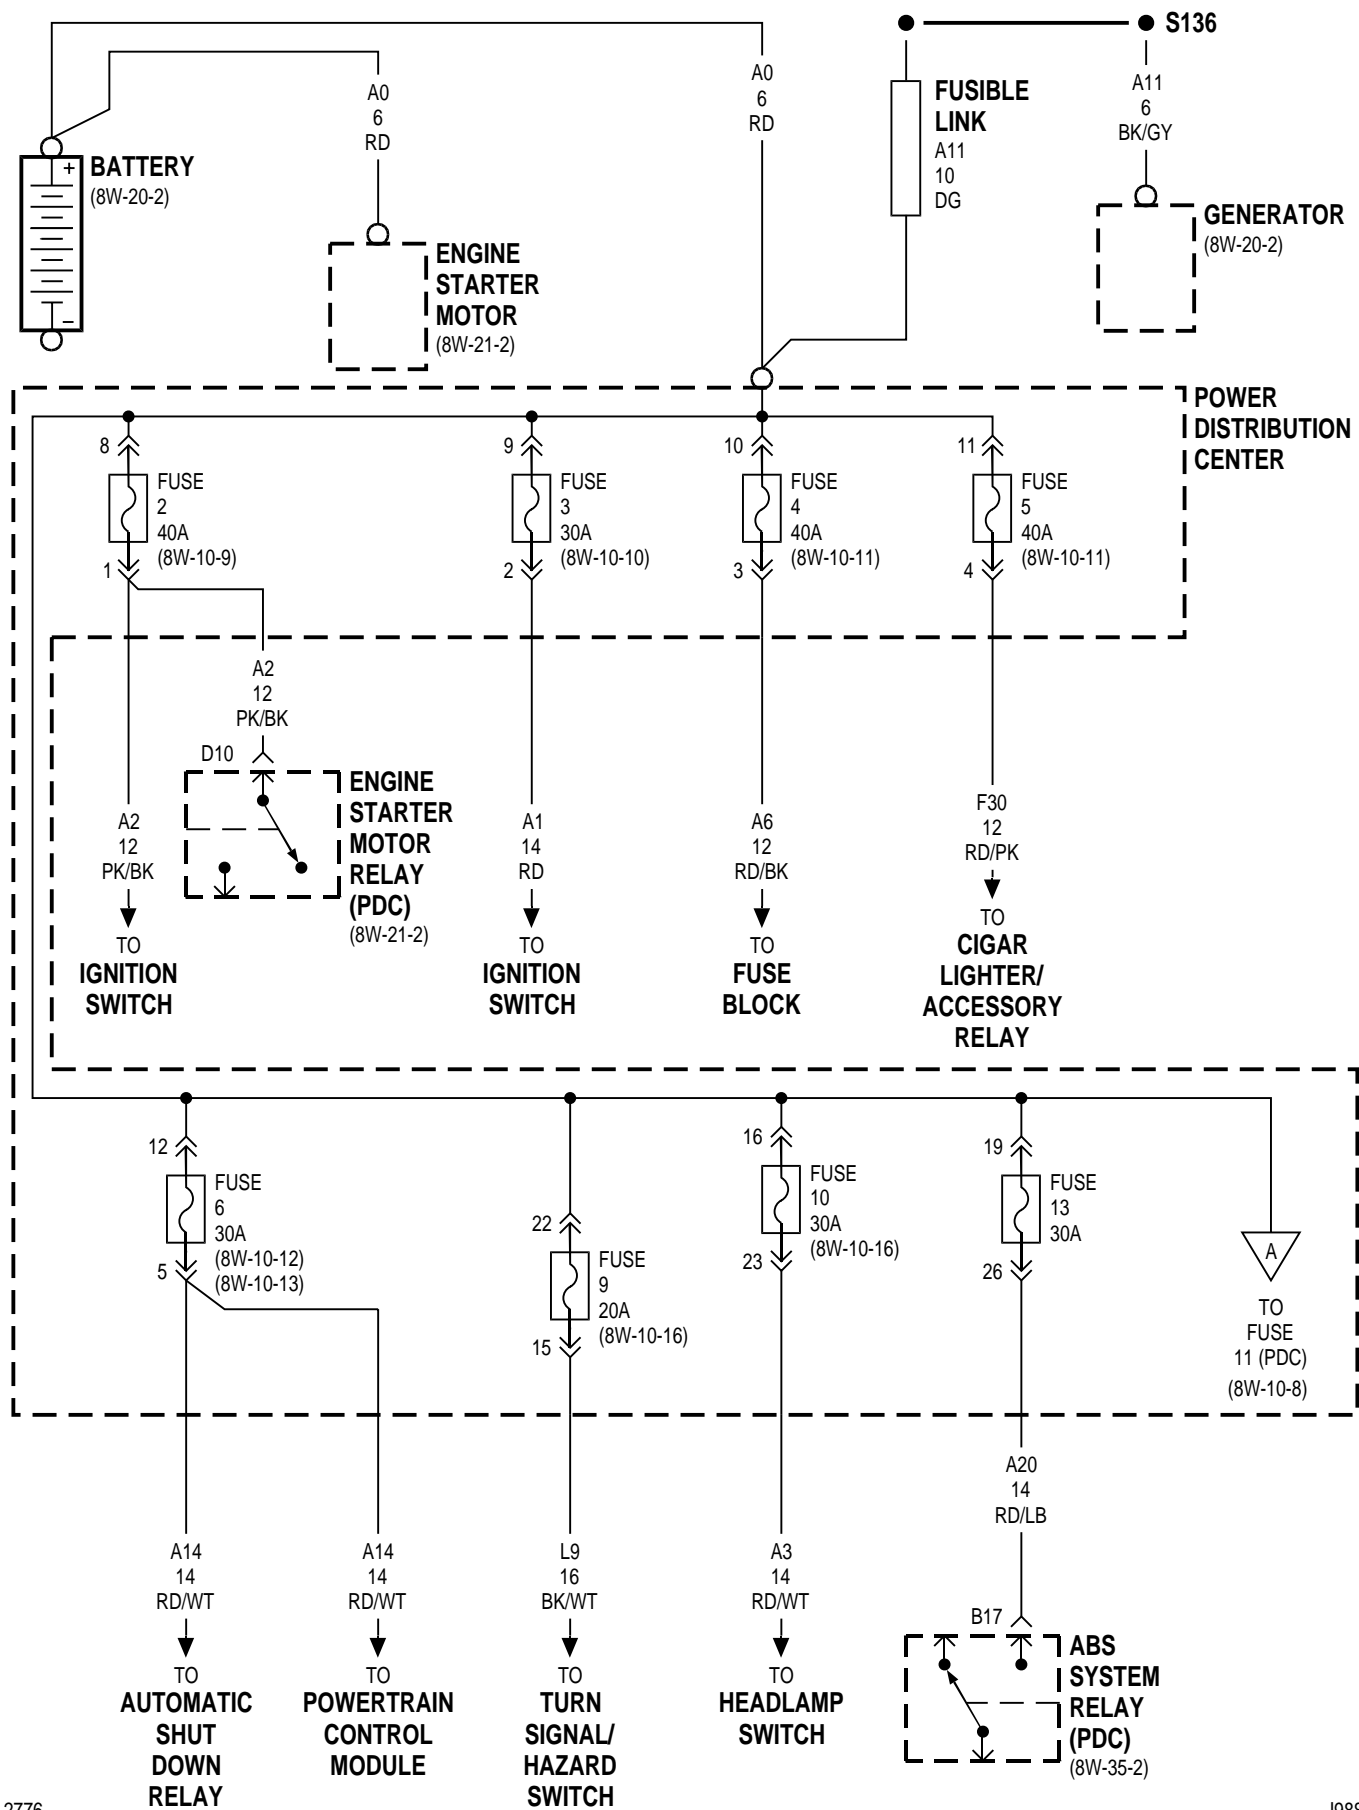 S136
A0
6
RD
A0
6
RD
FUSIBLE
LINK
A11
10
DG
A11
6
BK/GY
BATTERY
(8W-20-2)
+
−
ENGINE
STARTER
MOTOR
(8W-21-2)
GENERATOR
(8W-20-2)
POWER
DISTRIBUTION
CENTER
8
FUSE
2
40A
(8W-10-9)
1
9
FUSE
3
30A
(8W-10-10)
2
10
FUSE
4
40A
(8W-10-11)
3
11
FUSE
5
40A
(8W-10-11)
4
A2
12
PK/BK
D10
ENGINE
STARTER
MOTOR
RELAY
(PDC)
(8W-21-2)
A2
12
PK/BK
TO
IGNITION
SWITCH
A1
14
RD
TO
IGNITION
SWITCH
A6
12
RD/BK
TO
FUSE
BLOCK
F30
12
RD/PK
TO
CIGAR
LIGHTER/
ACCESSORY
RELAY
12
FUSE
6
30A
(8W-10-12)
(8W-10-13)
5
22
FUSE
9
20A
(8W-10-16)
15
16
FUSE
10
30A
(8W-10-16)
23
19
FUSE
13
30A
26
A
TO
FUSE
11 (PDC)
(8W-10-8)
A14
14
RD/WT
TO
AUTOMATIC
SHUT
DOWN
RELAY
A14
14
RD/WT
TO
POWERTRAIN
CONTROL
MODULE
L9
16
BK/WT
TO
TURN
SIGNAL/
HAZARD
SWITCH
A3
14
RD/WT
TO
HEADLAMP
SWITCH
A20
14
RD/LB
B17
ABS
SYSTEM
RELAY
(PDC)
(8W-35-2)